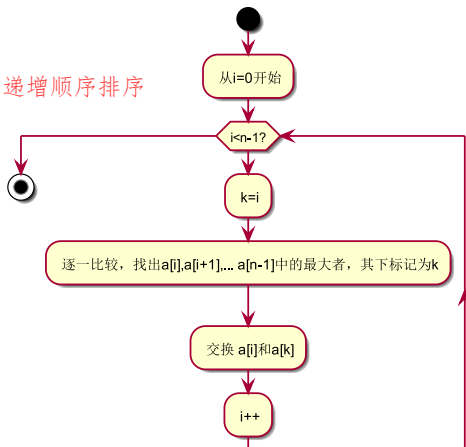 从i=0开始
递增顺序排序
i<n-1?
k=i
逐一比较，找出a[i],a[i+1],... a[n-1]中的最大者，其下标记为k
交换 a[i]和a[k]
i++